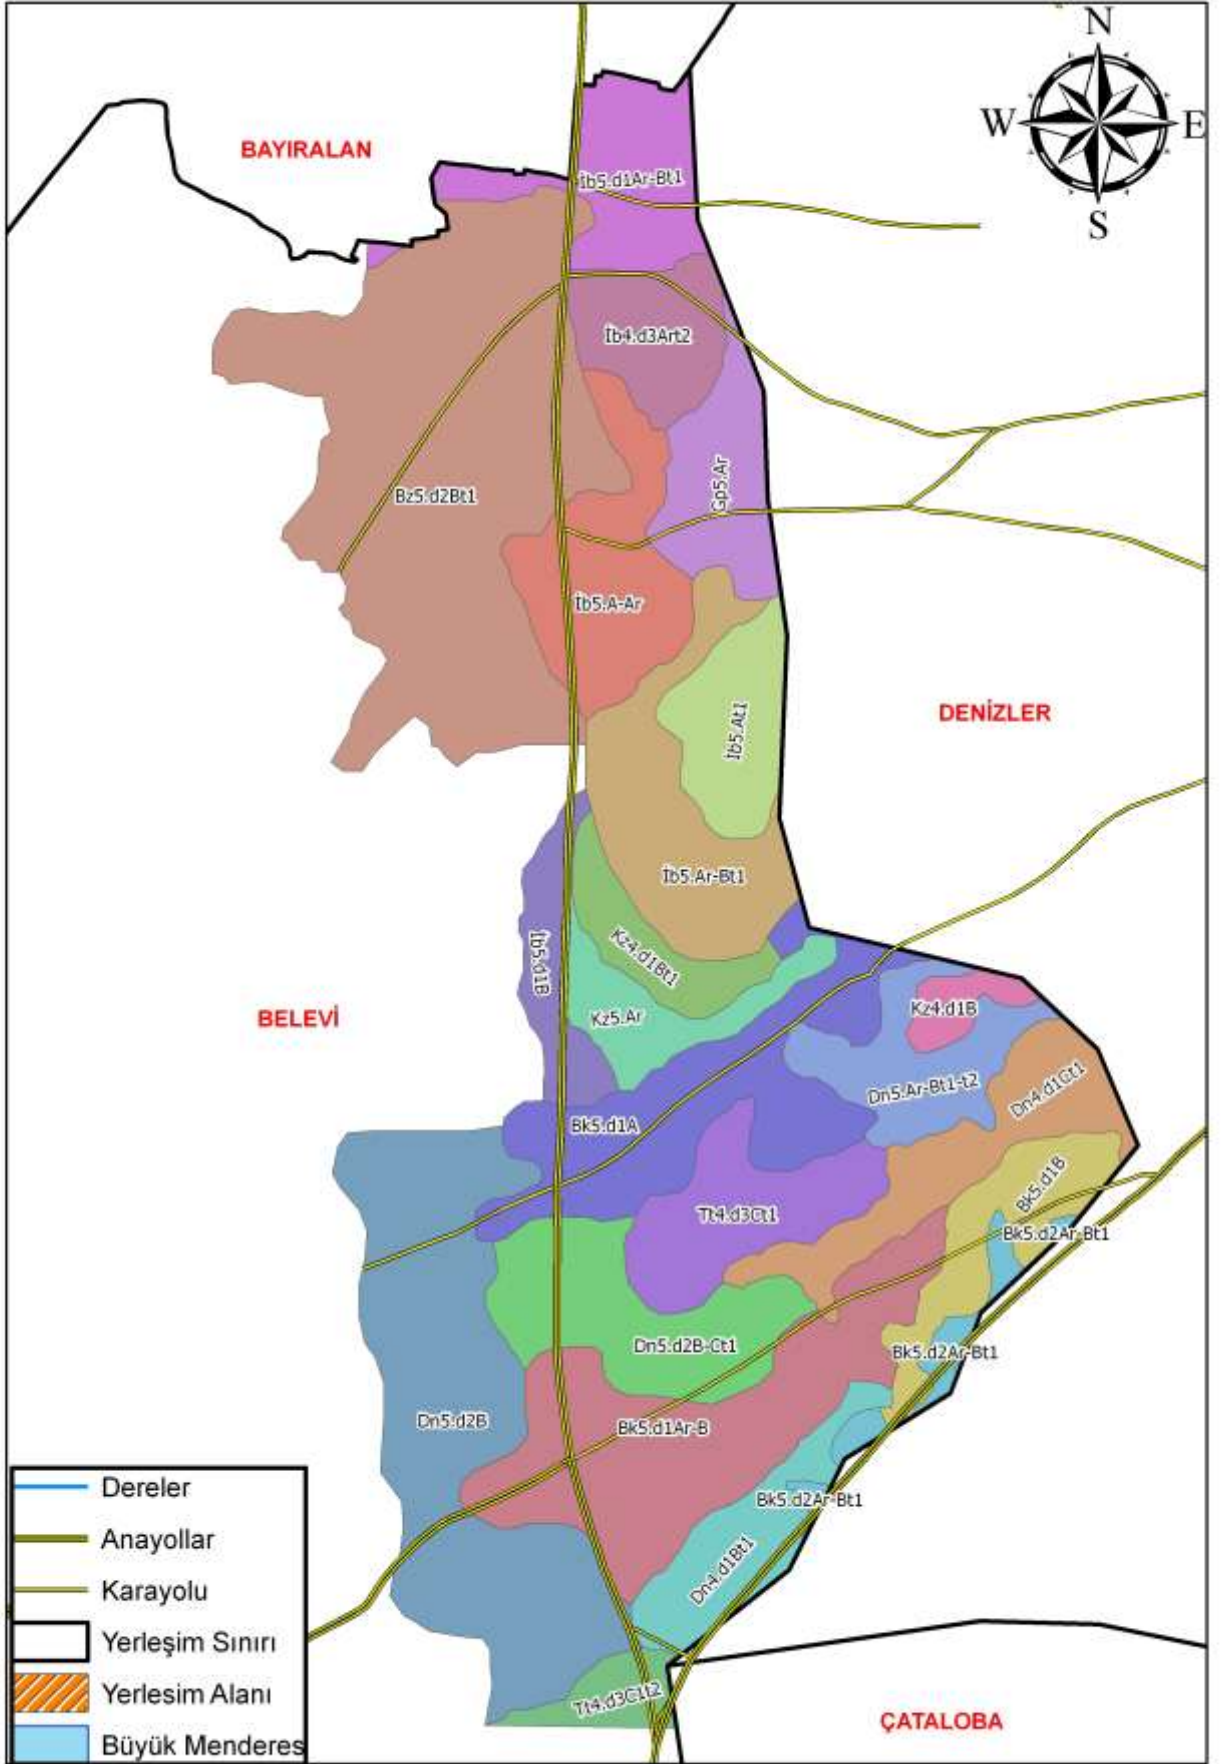 N
W
E
S
BAYIRALAN
İb5.d1Ar-Bt1
İb4.d3Art2
Bz5.d2Bt1
Gp5.Ar
İb5.A-Ar
DENİZLER
İb5.At1
İb5.Ar-Bt1
Kz4.d1Bt1
İb5.d1B
BELEVİ
Kz5.Ar
Kz4.d1B
Dn5.Ar-Bt1-t2
Dn4.d1Ct1
Bk5.d1A
Bk5.d1B
Tt4.d3Ct1
Bk5.d2Ar-Bt1
Dn5.d2B-Ct1
Bk5.d2Ar-Bt1
Dn5.d2B
Bk5.d1Ar-B
Bk5.d2Ar-Bt1
Dn4.d1Bt1
Tt4.d3C1t2
ÇATALOBA
Dereler
Anayollar
Karayolu
Yerleşim Sınırı
Yerlesim Alanı
Büyük Menderes